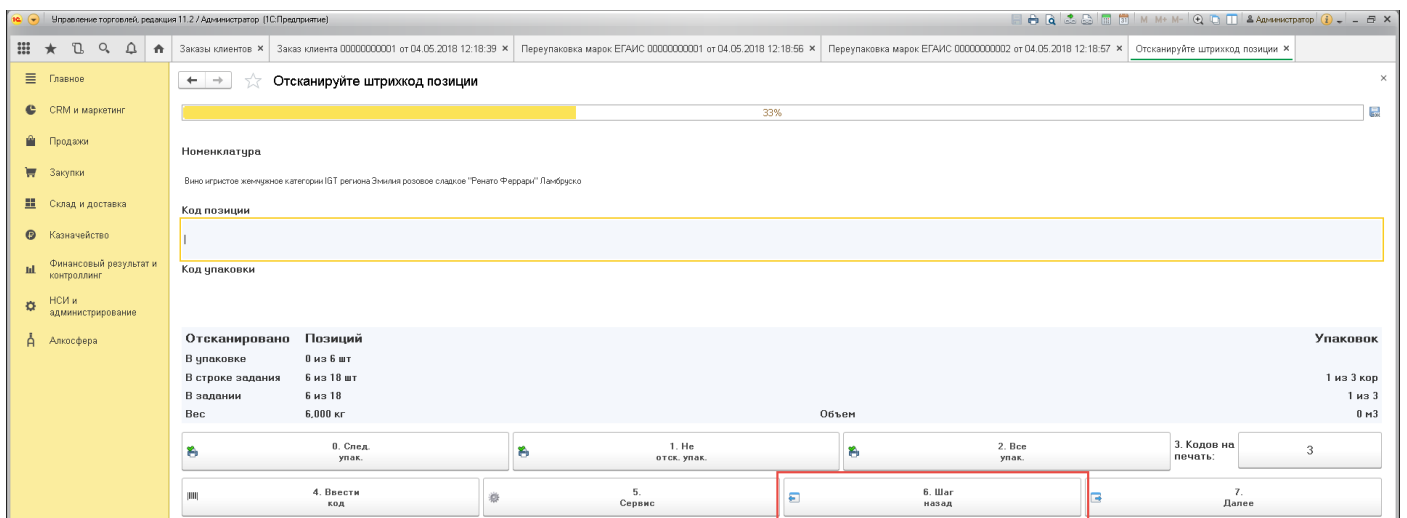 Управление торговлей, редакция 11.2 / Администратор (1С:Предприятие)
M M+ M- Администратор
Заказы клиентов × Заказ клиента 00000000001 от 04.05.2018 12:18:39 × Переупаковка марок ЕГАИС 00000000001 от 04.05.2018 12:18:56 × Переупаковка марок ЕГАИС 00000000002 от 04.05.2018 12:18:57 × Отсканируйте штрихкод позиции ×
Главное
CRM и маркетинг
Продажи
Закупки
Склад и доставка
Казначейство
Финансовый результат и
контроллинг
НСИ и
администрирование
Алкосфера
Отсканируйте штрихкод позиции
33%
Номенклатура
Вино игристое жемчужное категории IGT региона Эмилия розовое сладкое "Ренато Феррари" Ламбруско
Код позиции
Код упаковки
Отсканировано Позиций Упаковок
В упаковке 0 из 6 шт
В строке задания 6 из 18 шт 1 из 3 кор
В задании 6 из 18 1 из 3
Вес 6,000 кг Объем 0 м3
0. След.
упак.
1. Не
отск. упак.
2. Все
упак.
3. Кодов на
печать:
3
4. Ввести
код
5.
Сервис
6. Шаг
назад
7.
Далее